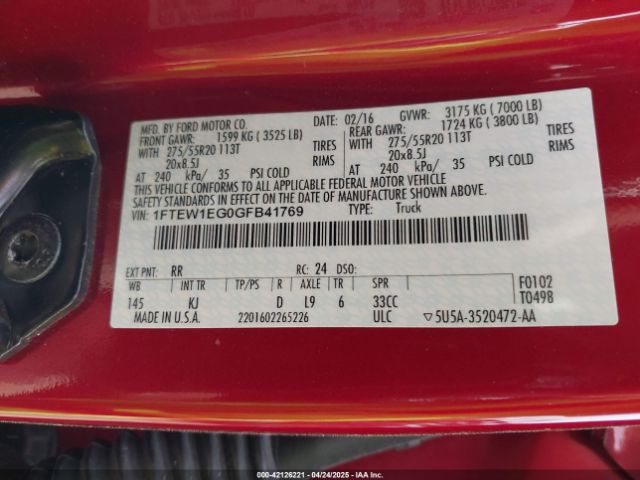 MFD. BY FORD MOTOR CO. DATE: 02/16 GVWR: 3175 KG ( 7000 LB)
FRONT GAWR: 1599 KG ( 3525 LB) REAR GAWR: 1724 KG ( 3800 LB)
WITH 275/55R20 113T TIRES WITH 275/55R20 113T TIRES
20x8.5J RIMS 20x8.5J RIMS
AT 240 kPa/ 35 PSI COLD AT 240 kPa/ 35 PSI COLD
THIS VEHICLE CONFORMS TO ALL APPLICABLE FEDERAL MOTOR VEHICLE
SAFETY STANDARDS IN EFFECT ON THE DATE OF MANUFACTURE SHOWN ABOVE.
VIN: 1FTEW1EG0GFB41769 TYPE: Truck
EXT PNT: RR RC: 24 DSO:
WB INT TR TP/PS R AXLE TR SPR F0102
145 KJ D L9 6 33CC T0498
MADE IN U.S.A. 2201602265226 ULC ▽5U5A-3520472-AA
000-42126221 - 04/24/2025 - IAAI (42)